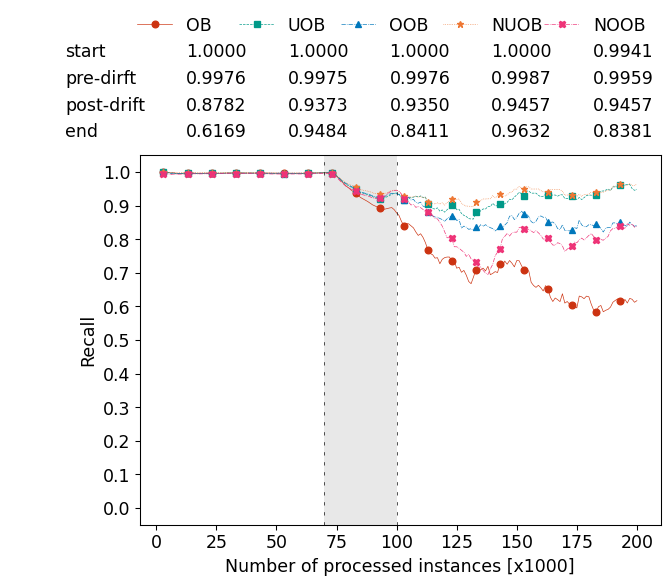 OB UOB OOB NUOB NOOB
start 1.0000 1.0000 1.0000 1.0000 0.9941
pre-dirft 0.9976 0.9975 0.9976 0.9987 0.9959
post-drift 0.8782 0.9373 0.9350 0.9457 0.9457
end 0.6169 0.9484 0.8411 0.9632 0.8381
1.0
0.9
0.8
0.7
0.6
0.5
0.4
0.3
0.2
0.1
0.0
Recall
0 25 50 75 100 125 150 175 200
Number of processed instances [x1000]